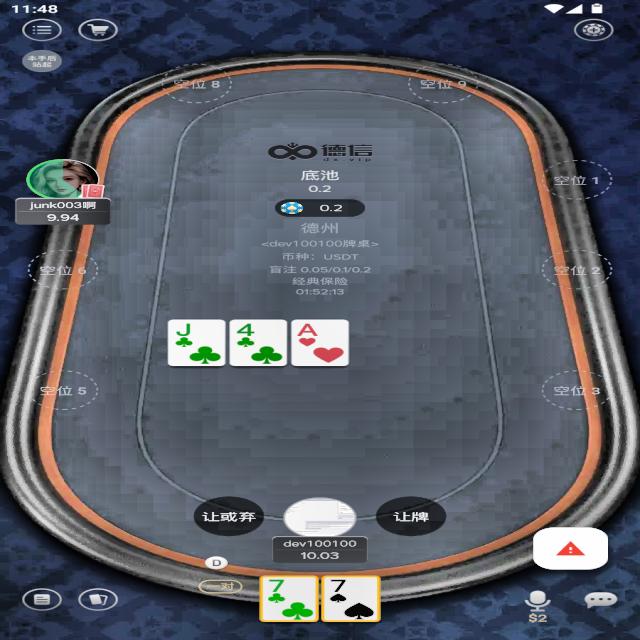 11:48
本手后
站起
空位 8
空位 9
德信
dx.vip
底池
0.2
0.2
空位 1
junk003啊
9.94
德州
<dev100100牌桌>
币种：USDT
盲注 0.05/0.1/0.2
经典保险
01:52:13
空位 6
空位 2
J
4
A
空位 5
空位 3
让或弃
让牌
dev100100
10.03
D
一对
7
7
$2